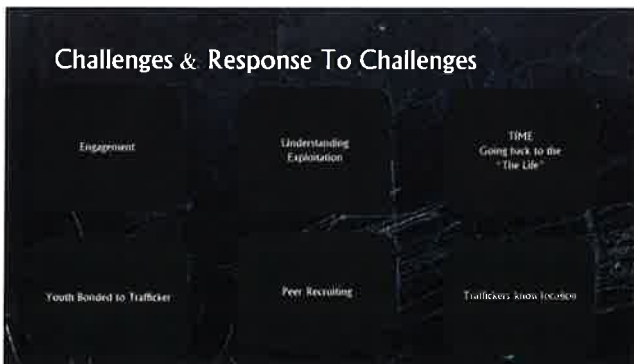 Challenges & Response To Challenges
Engagement
Understanding
Exploitation
TIME
Going back to the
"The Life"
Youth Bonded to Trafficker
Peer Recruiting
Traffickers know location